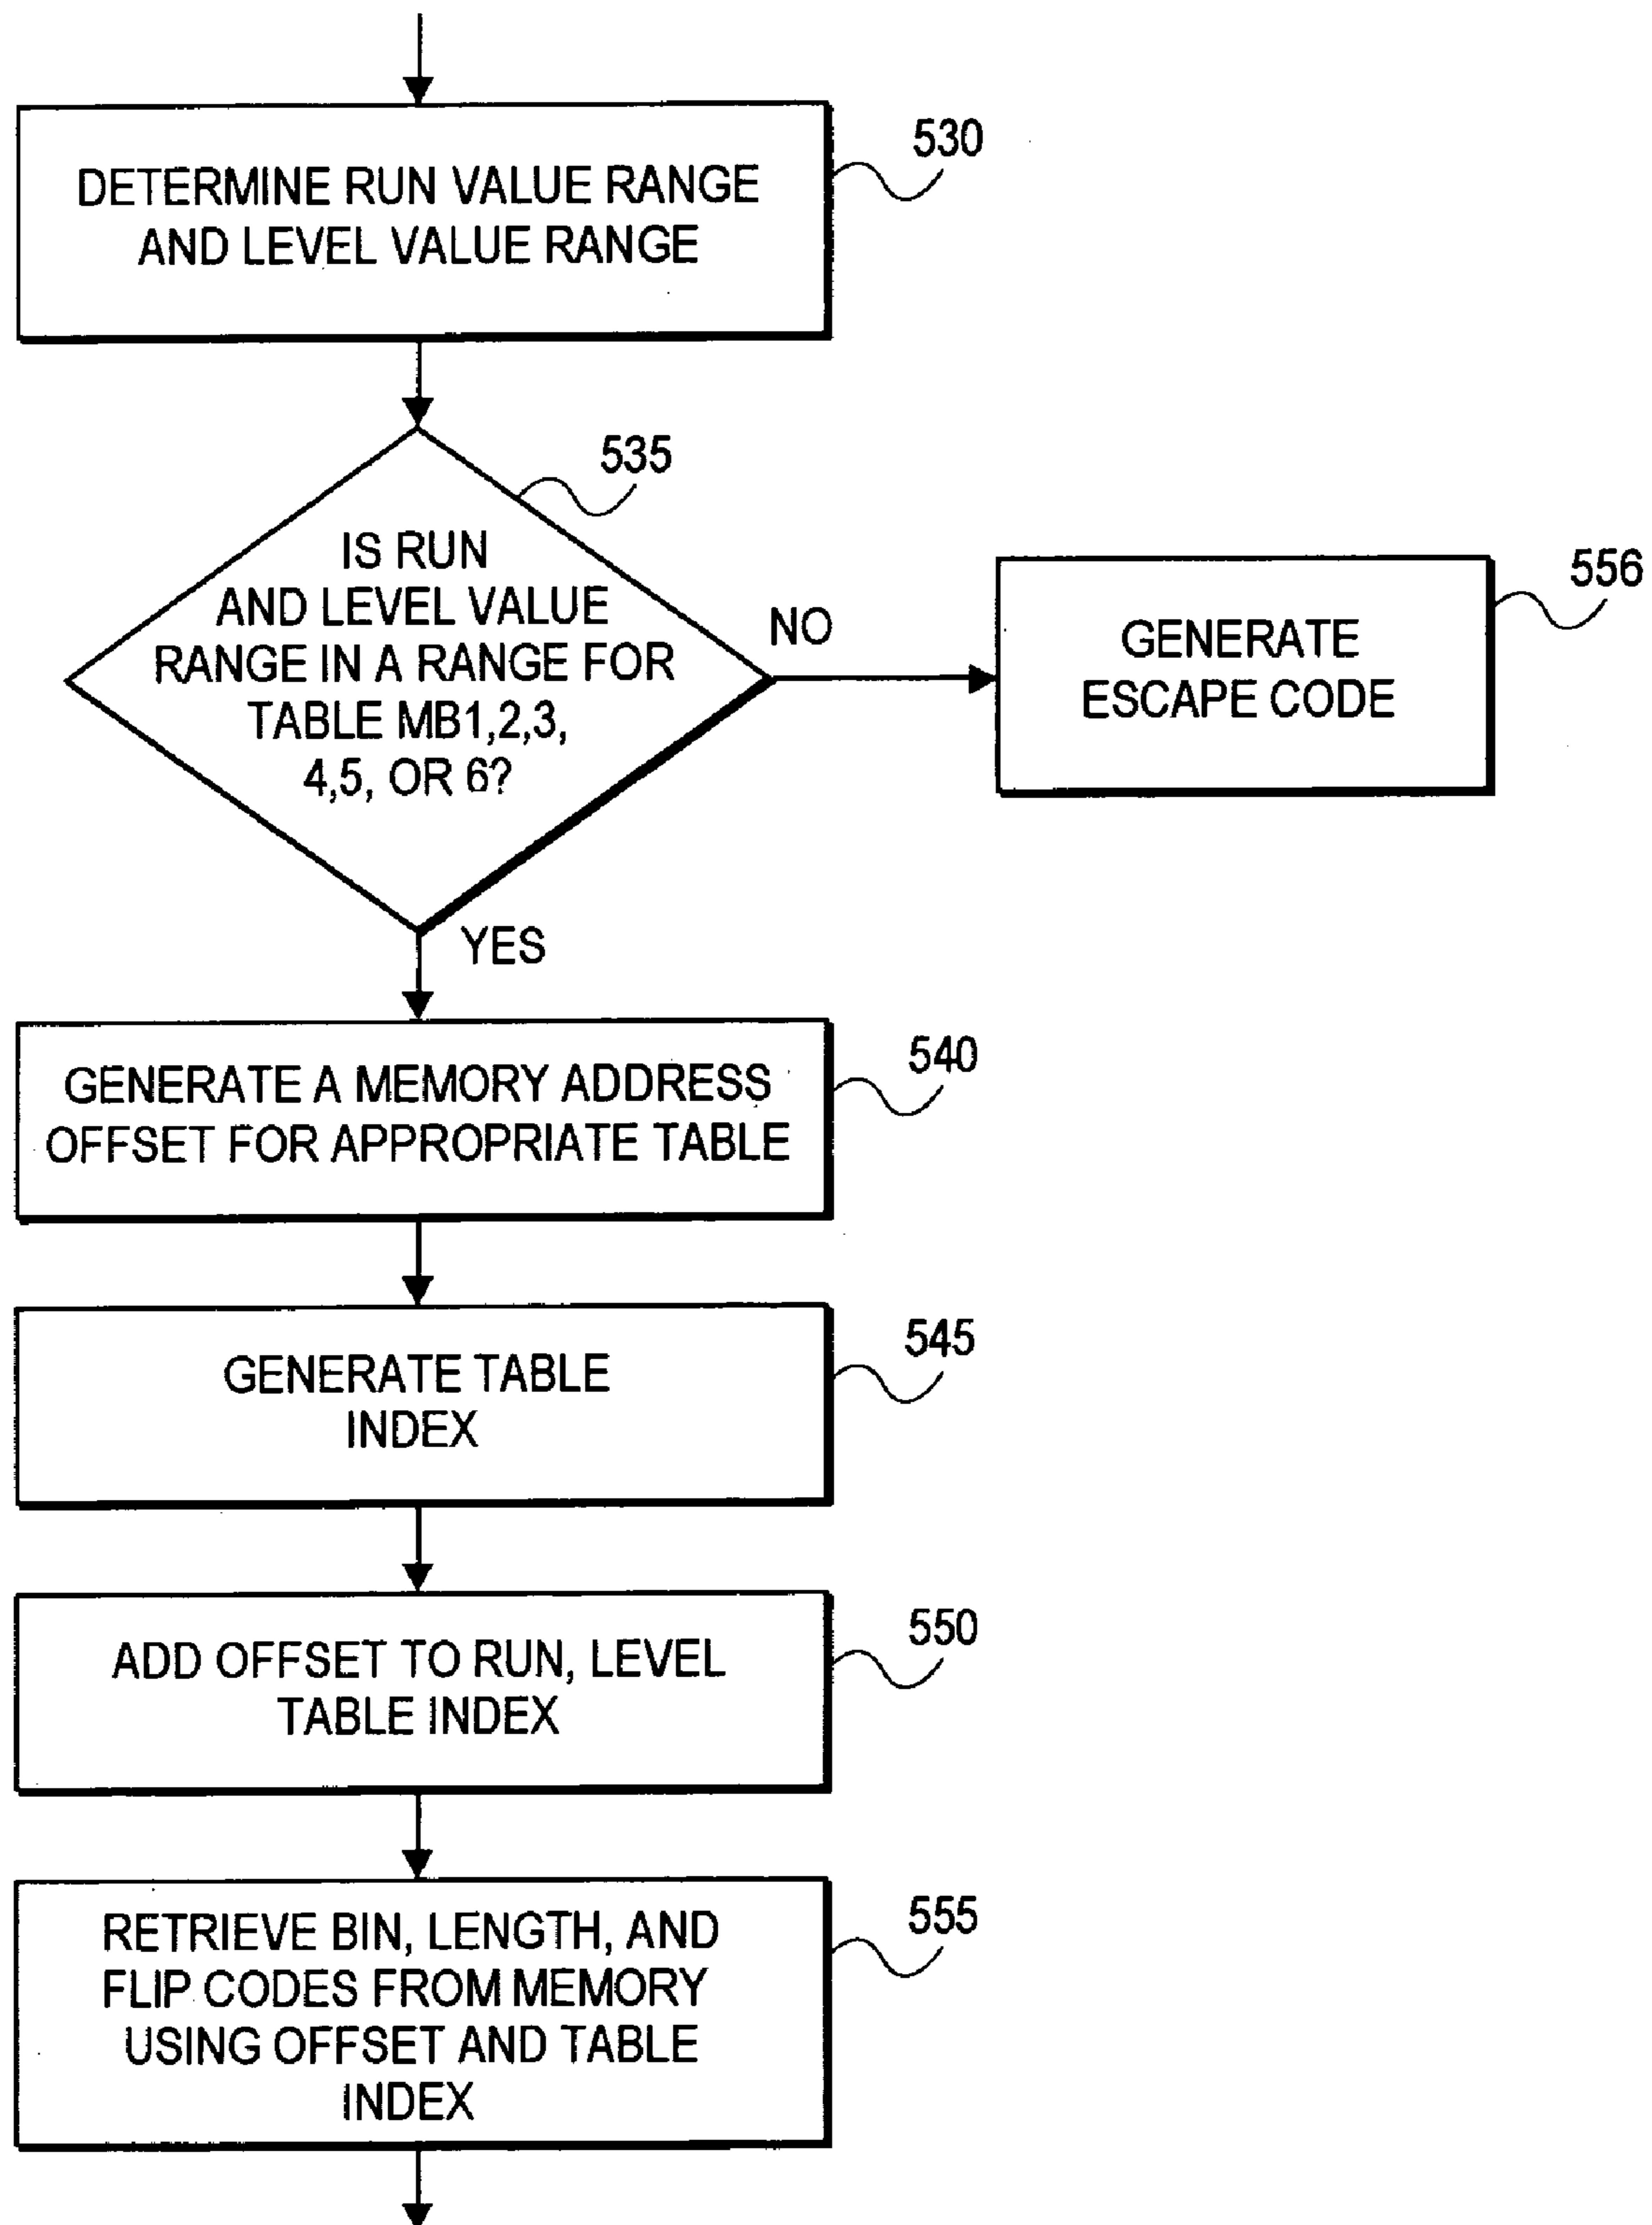 530
DETERMINE RUN VALUE RANGE
AND LEVEL VALUE RANGE
535
IS RUN
AND LEVEL VALUE
RANGE IN A RANGE FOR
TABLE MB1,2,3,
4,5, OR 6?
NO
556
GENERATE
ESCAPE CODE
YES
540
GENERATE A MEMORY ADDRESS
OFFSET FOR APPROPRIATE TABLE
545
GENERATE TABLE
INDEX
550
ADD OFFSET TO RUN, LEVEL
TABLE INDEX
555
RETRIEVE BIN, LENGTH, AND
FLIP CODES FROM MEMORY
USING OFFSET AND TABLE
INDEX